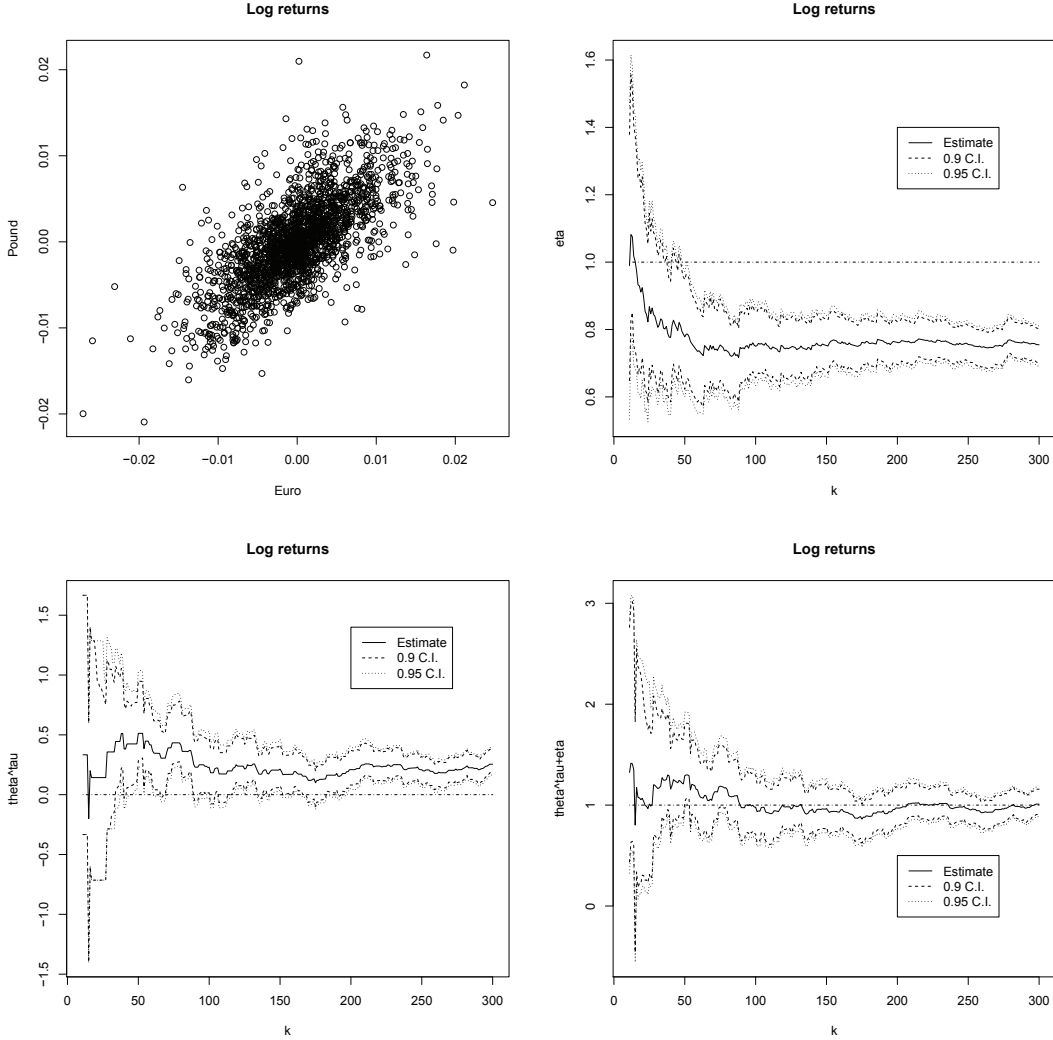 Log returns
Pound
0.02
0.01
0.00
−0.01
−0.02
−0.02 −0.01 0.00 0.01 0.02
Euro
Log returns
eta
1.6
1.4
1.2
1.0
0.8
0.6
Estimate
0.9 C.I.
0.95 C.I.
0 50 100 150 200 250 300
k
Log returns
theta^tau
1.5
1.0
0.5
0.0
−0.5
−1.0
−1.5
Estimate
0.9 C.I.
0.95 C.I.
0 50 100 150 200 250 300
k
Log returns
theta^tau+eta
3
2
1
0
Estimate
0.9 C.I.
0.95 C.I.
0 50 100 150 200 250 300
k